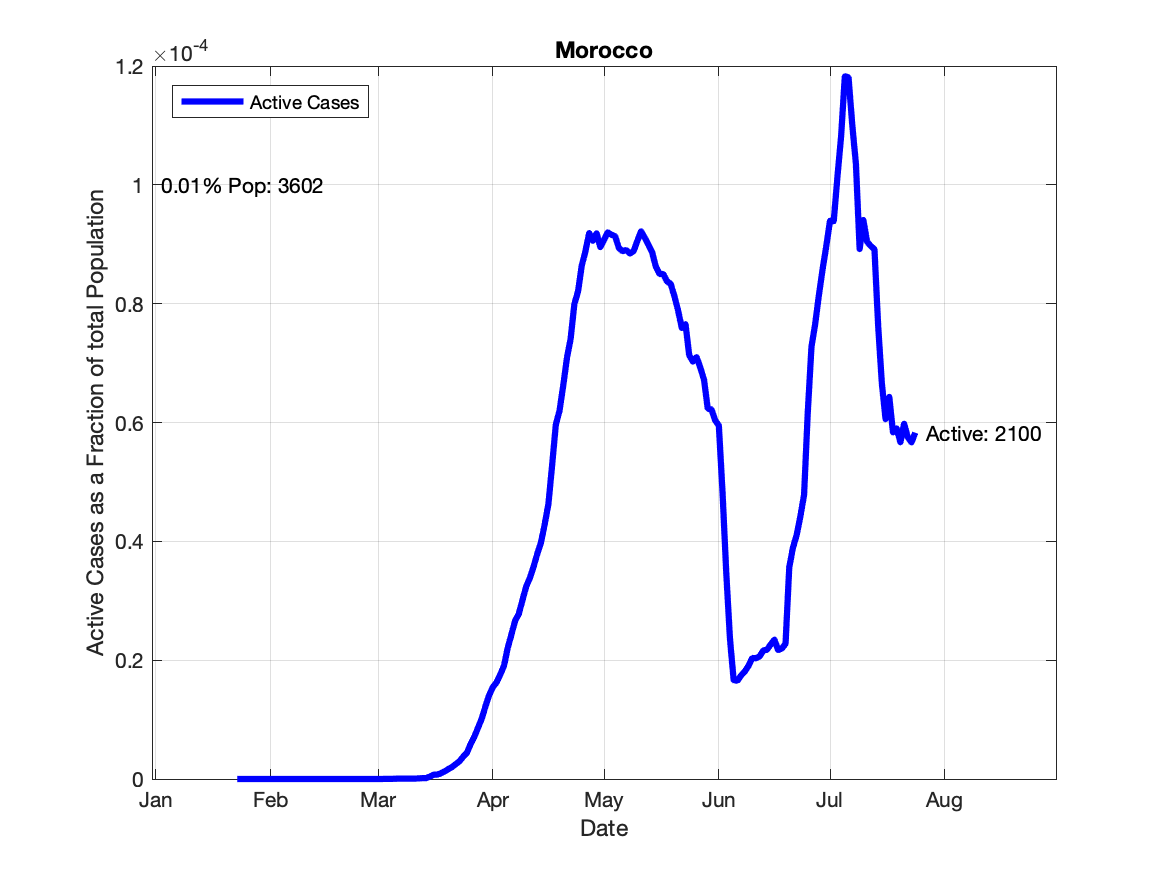 Morocco
×10⁻⁴
Active Cases
0.01% Pop: 3602
Active: 2100
Active Cases as a Fraction of total Population
1.2
1
0.8
0.6
0.4
0.2
0
Jan Feb Mar Apr May Jun Jul Aug
Date